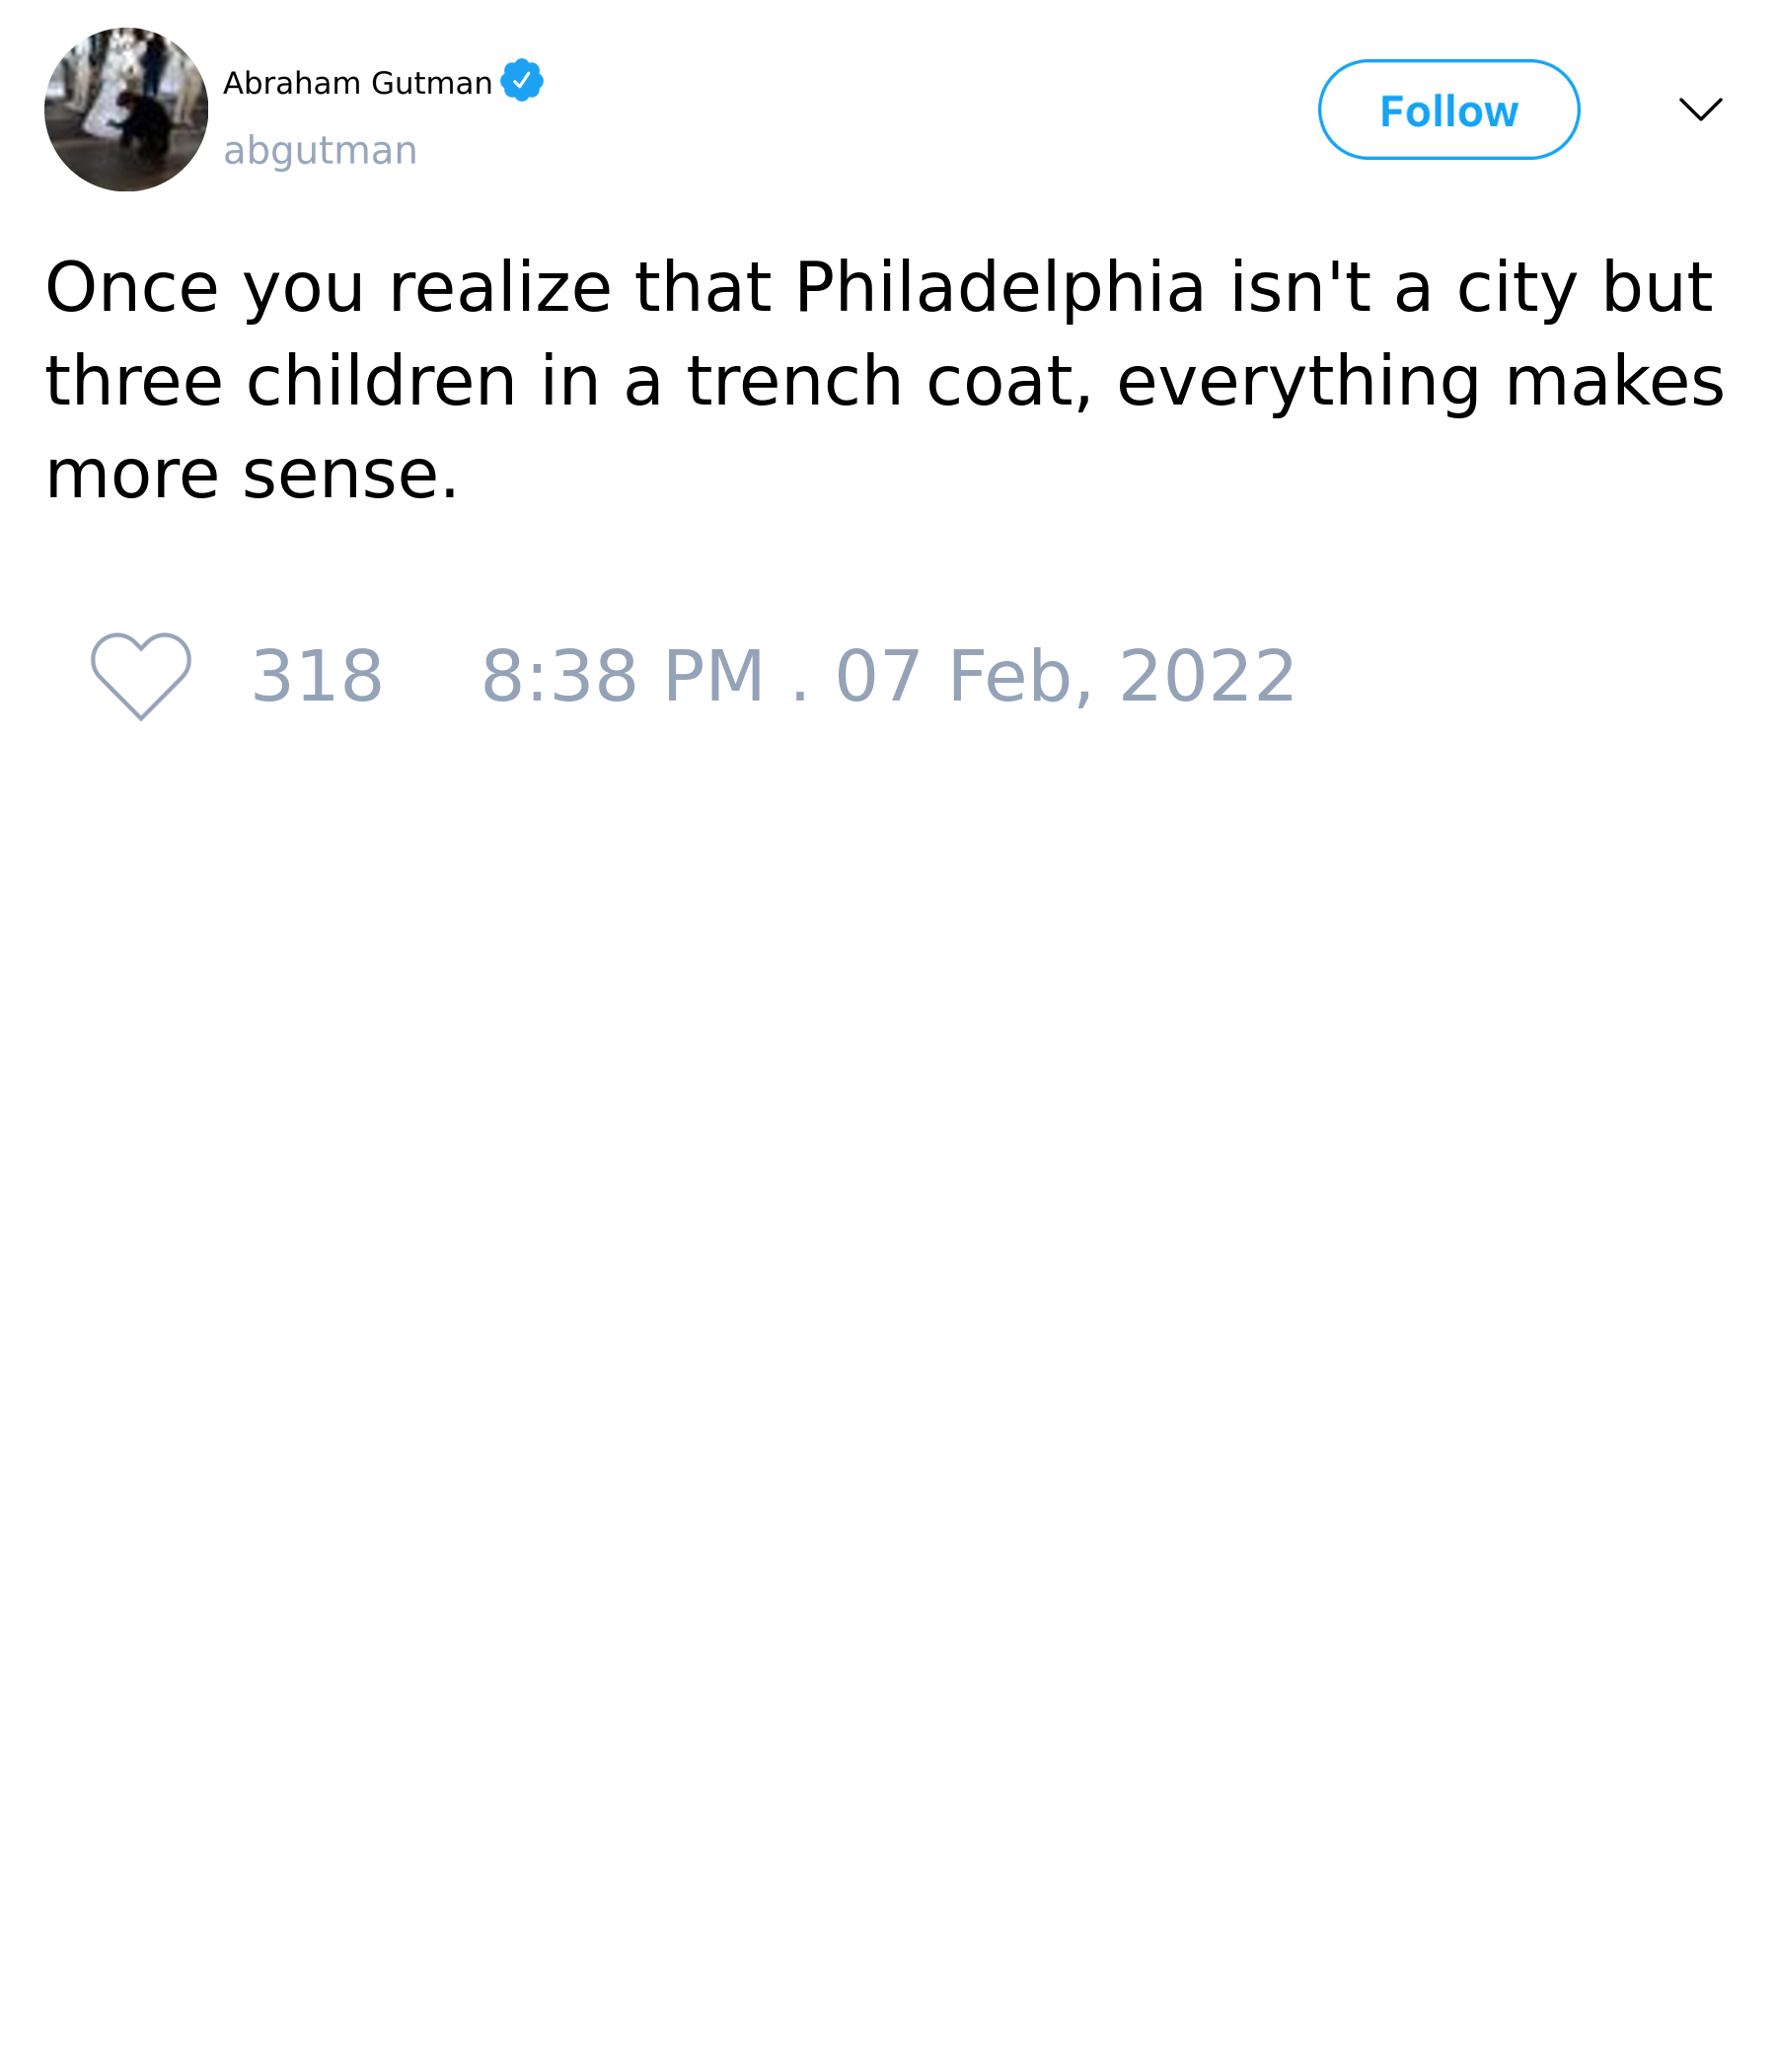 Abraham Gutman
abgutman
Follow
Once you realize that Philadelphia isn't a city but
three children in a trench coat, everything makes
more sense.
318 8:38 PM . 07 Feb, 2022